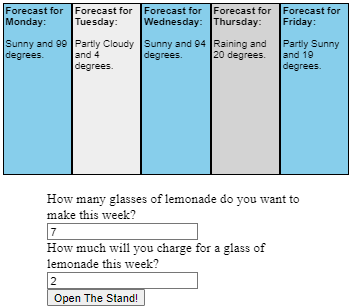 Forecast for
Monday:
Sunny and 99
degrees.
Forecast for
Tuesday:
Partly Cloudy
and 4
degrees.
Forecast for
Wednesday:
Sunny and 94
degrees.
Forecast for
Thursday:
Raining and
20 degrees.
Forecast for
Friday:
Partly Sunny
and 19
degrees.
How many glasses of lemonade do you want to
make this week?
7
How much will you charge for a glass of
lemonade this week?
2
Open The Stand!